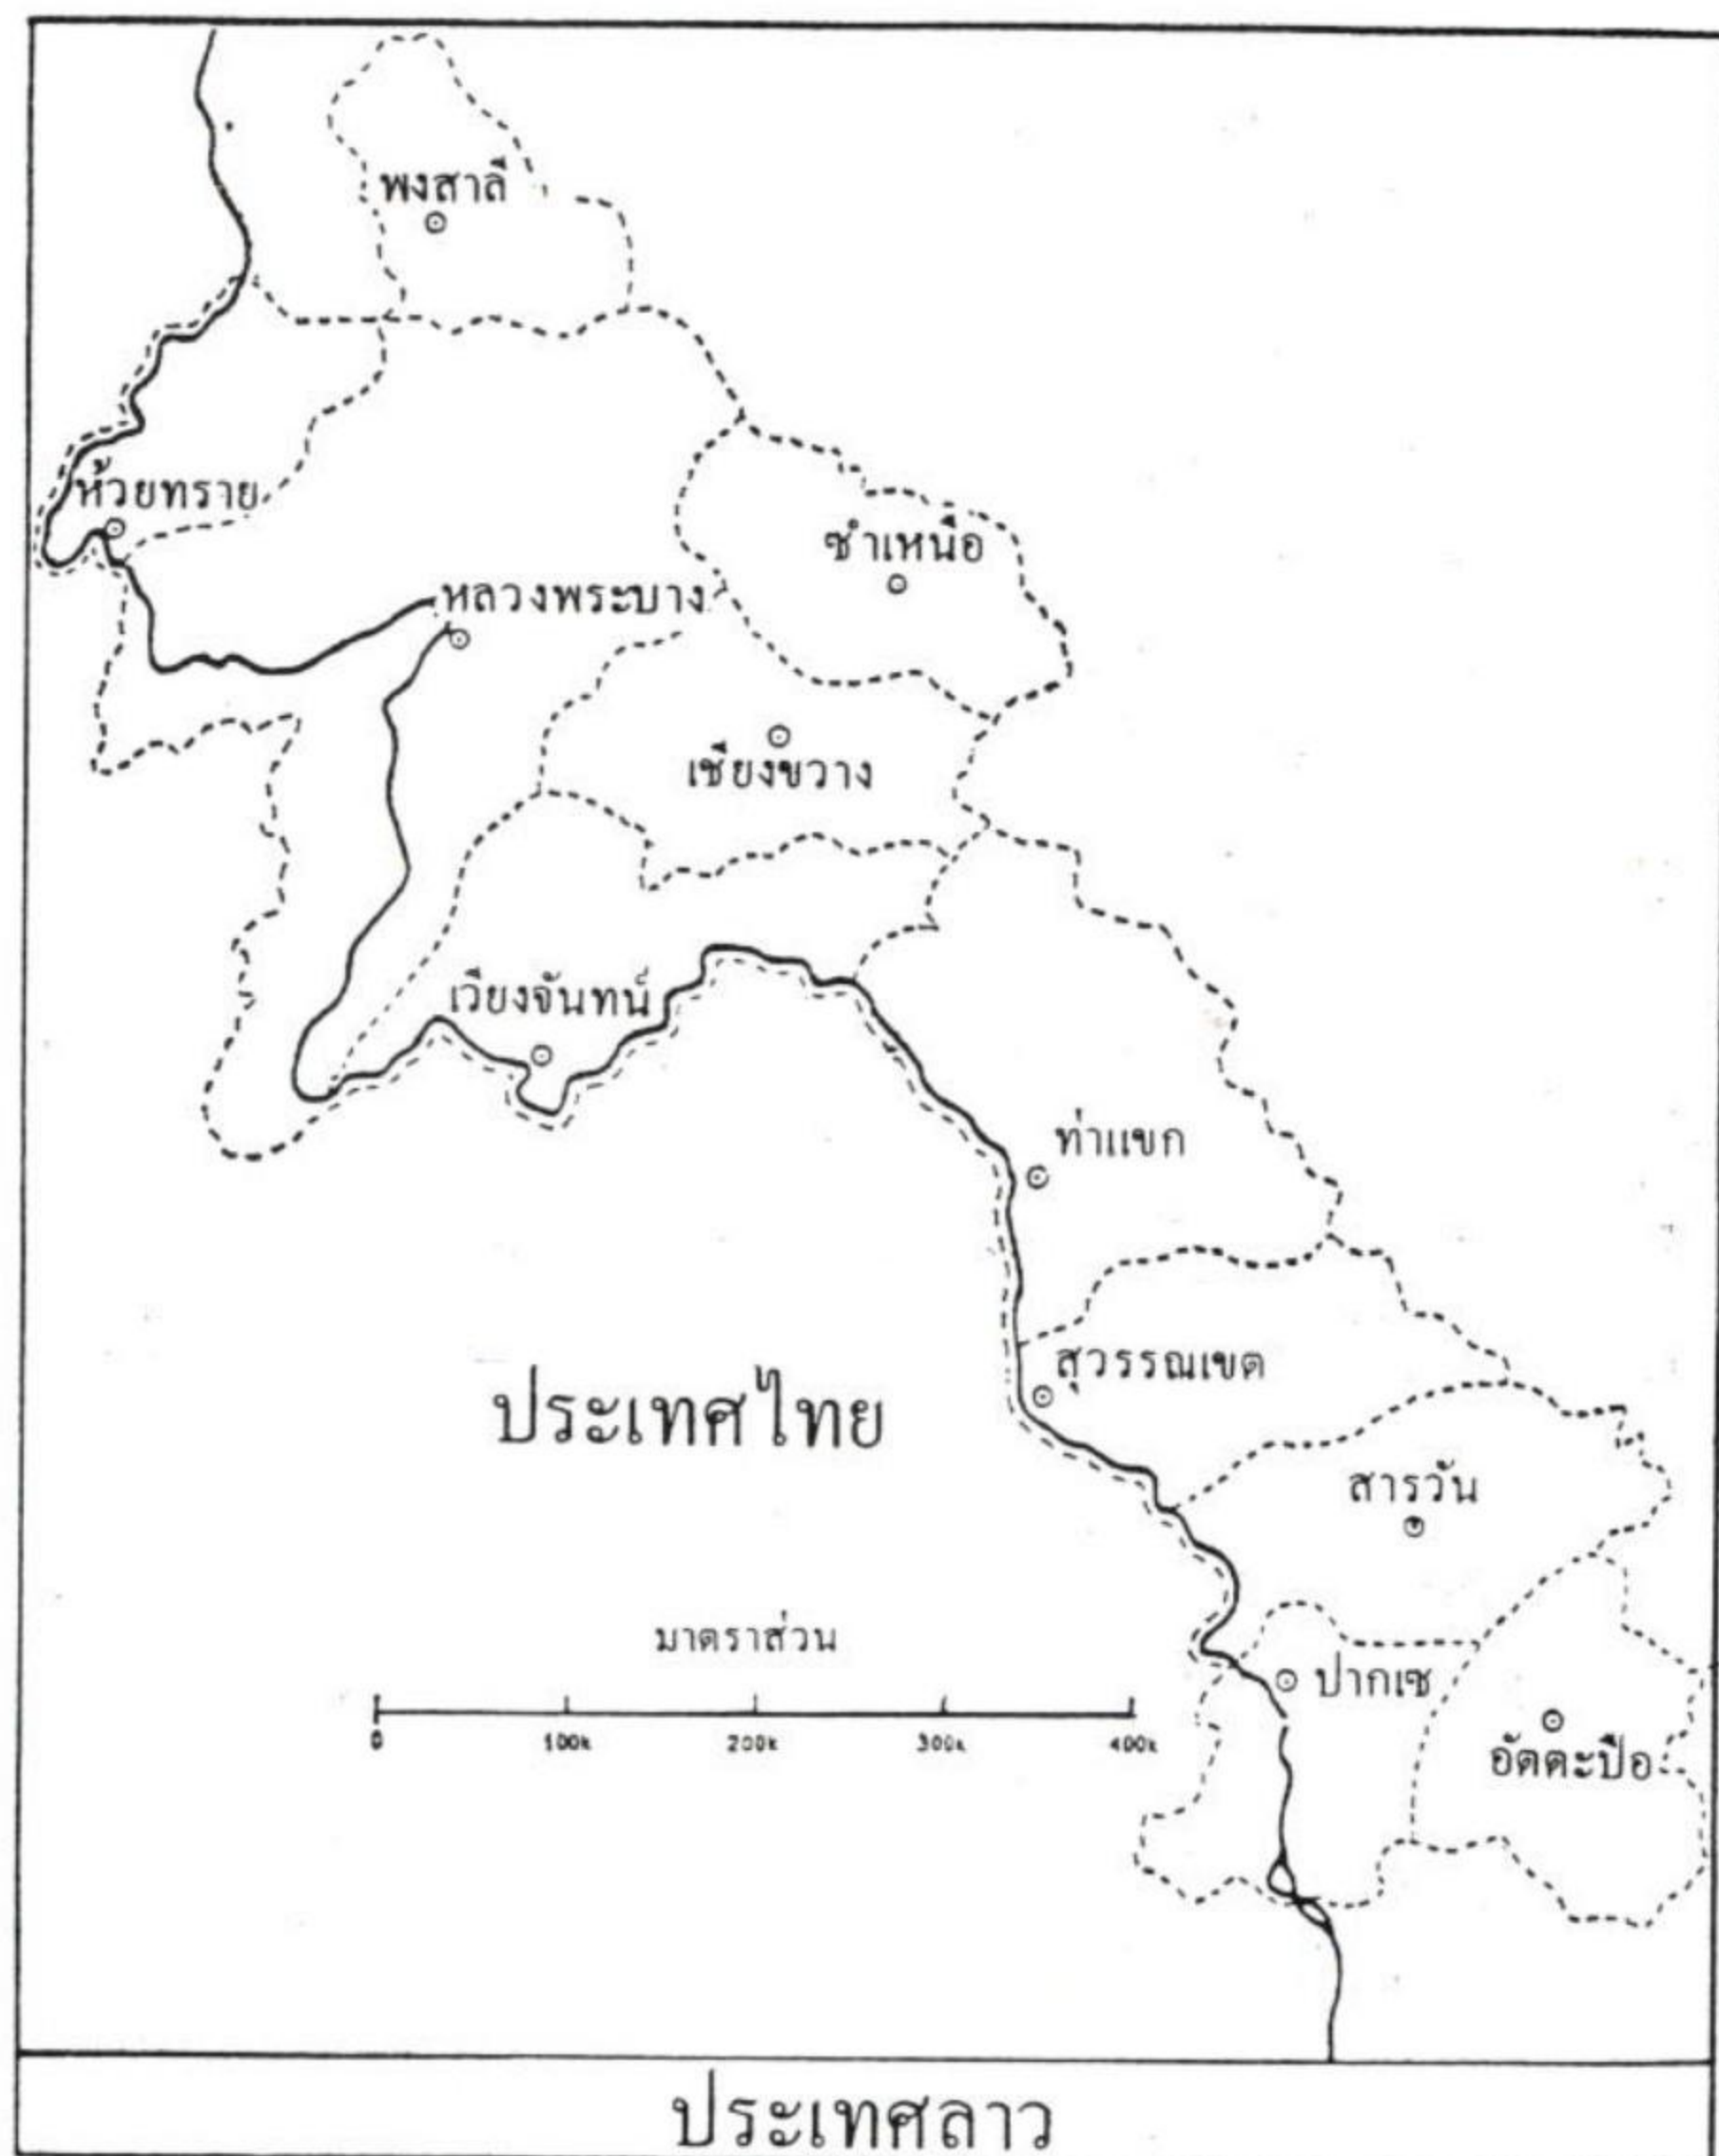 พงสาลี
ห้วยทราย
ซำเหนือ
หลวงพระบาง
เชียงขวาง
เวียงจันทน์
ท่าแขก
สุวรรณเขต
ประเทศไทย
สารวัน
มาตราส่วน
ปากเซ
0 100k 200k 300k 400k
อัตตะปือ
ประเทศลาว